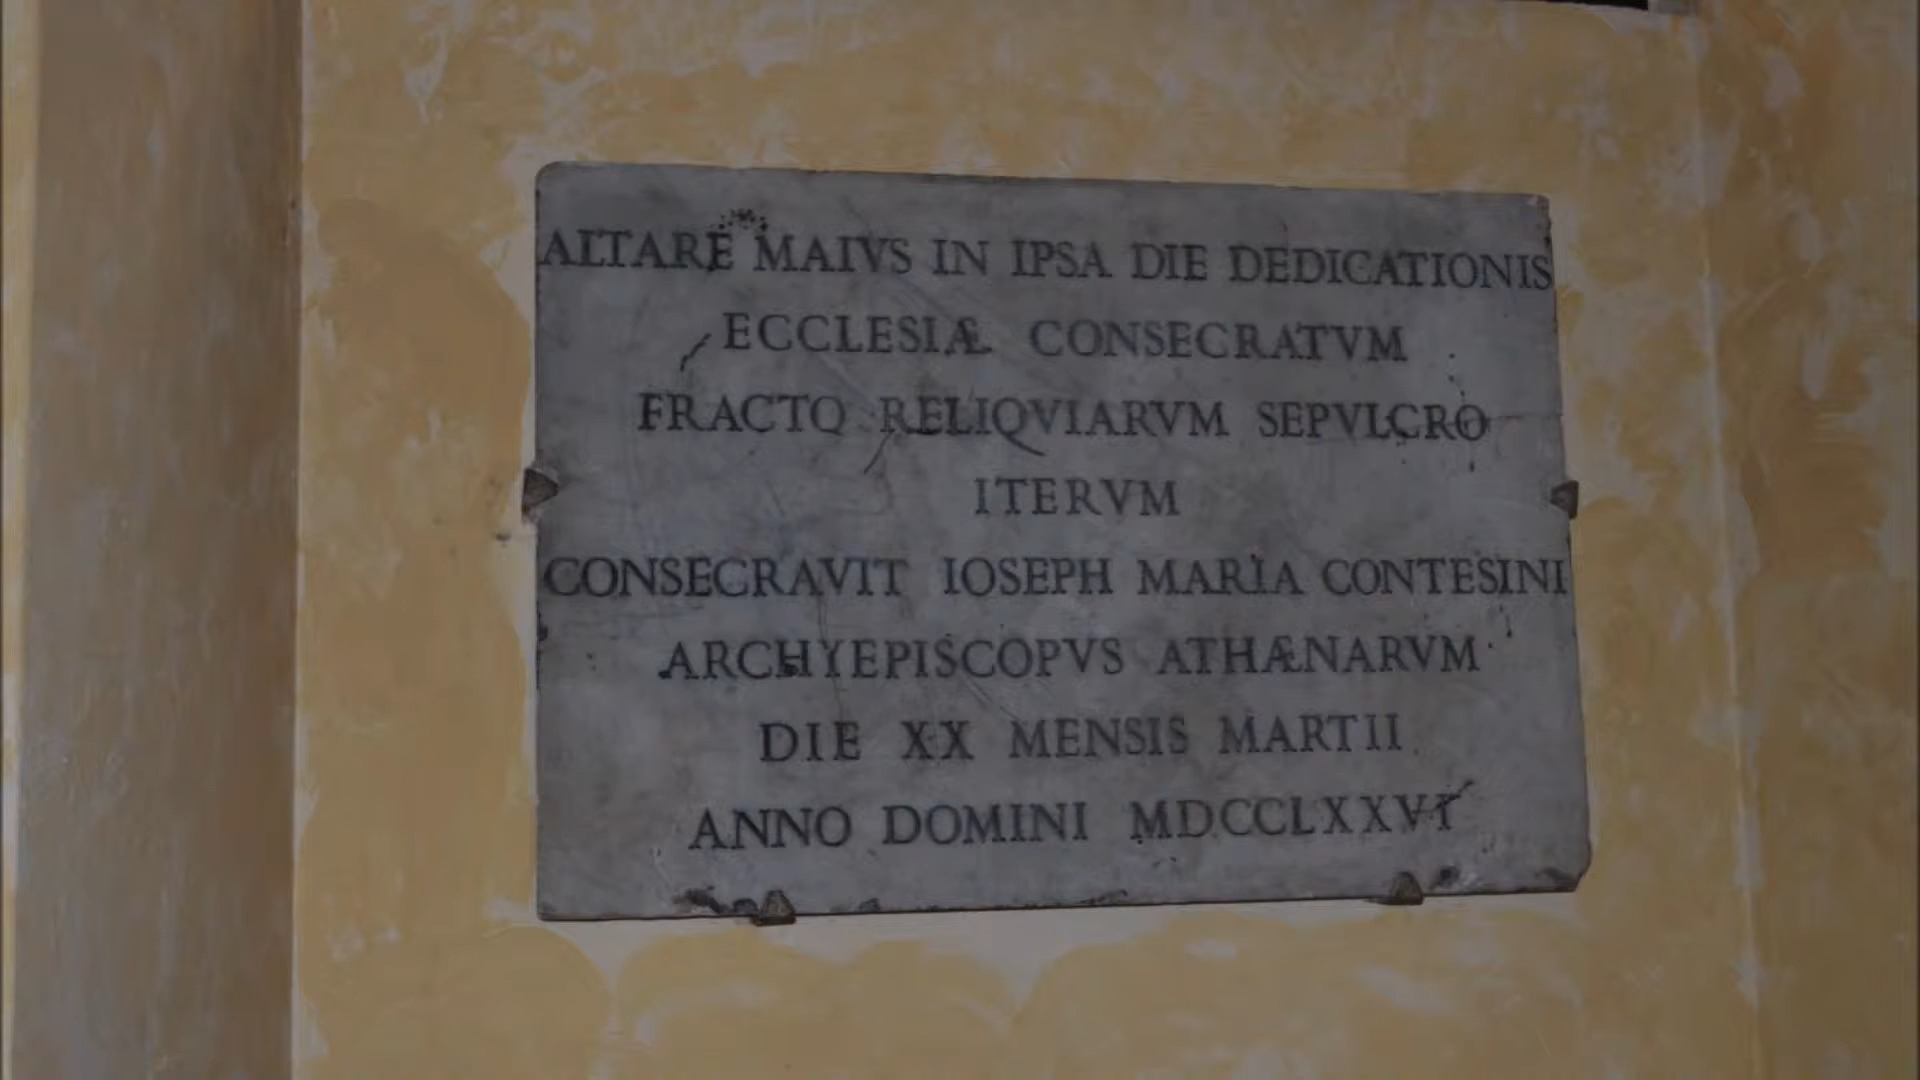 ALTARE MAIVS IN IPSA DIE DEDICATIONIS
ECCLESIÆ CONSECRATVM
FRACTO RELIQVIARVM SEPVLCRO
ITERVM
CONSECRAVIT IOSEPH MARIA CONTESINI
ARCHYEPISCOPVS ATHÆNARVM
DIE XX MENSIS MARTII
ANNO DOMINI MDCCLXXVI